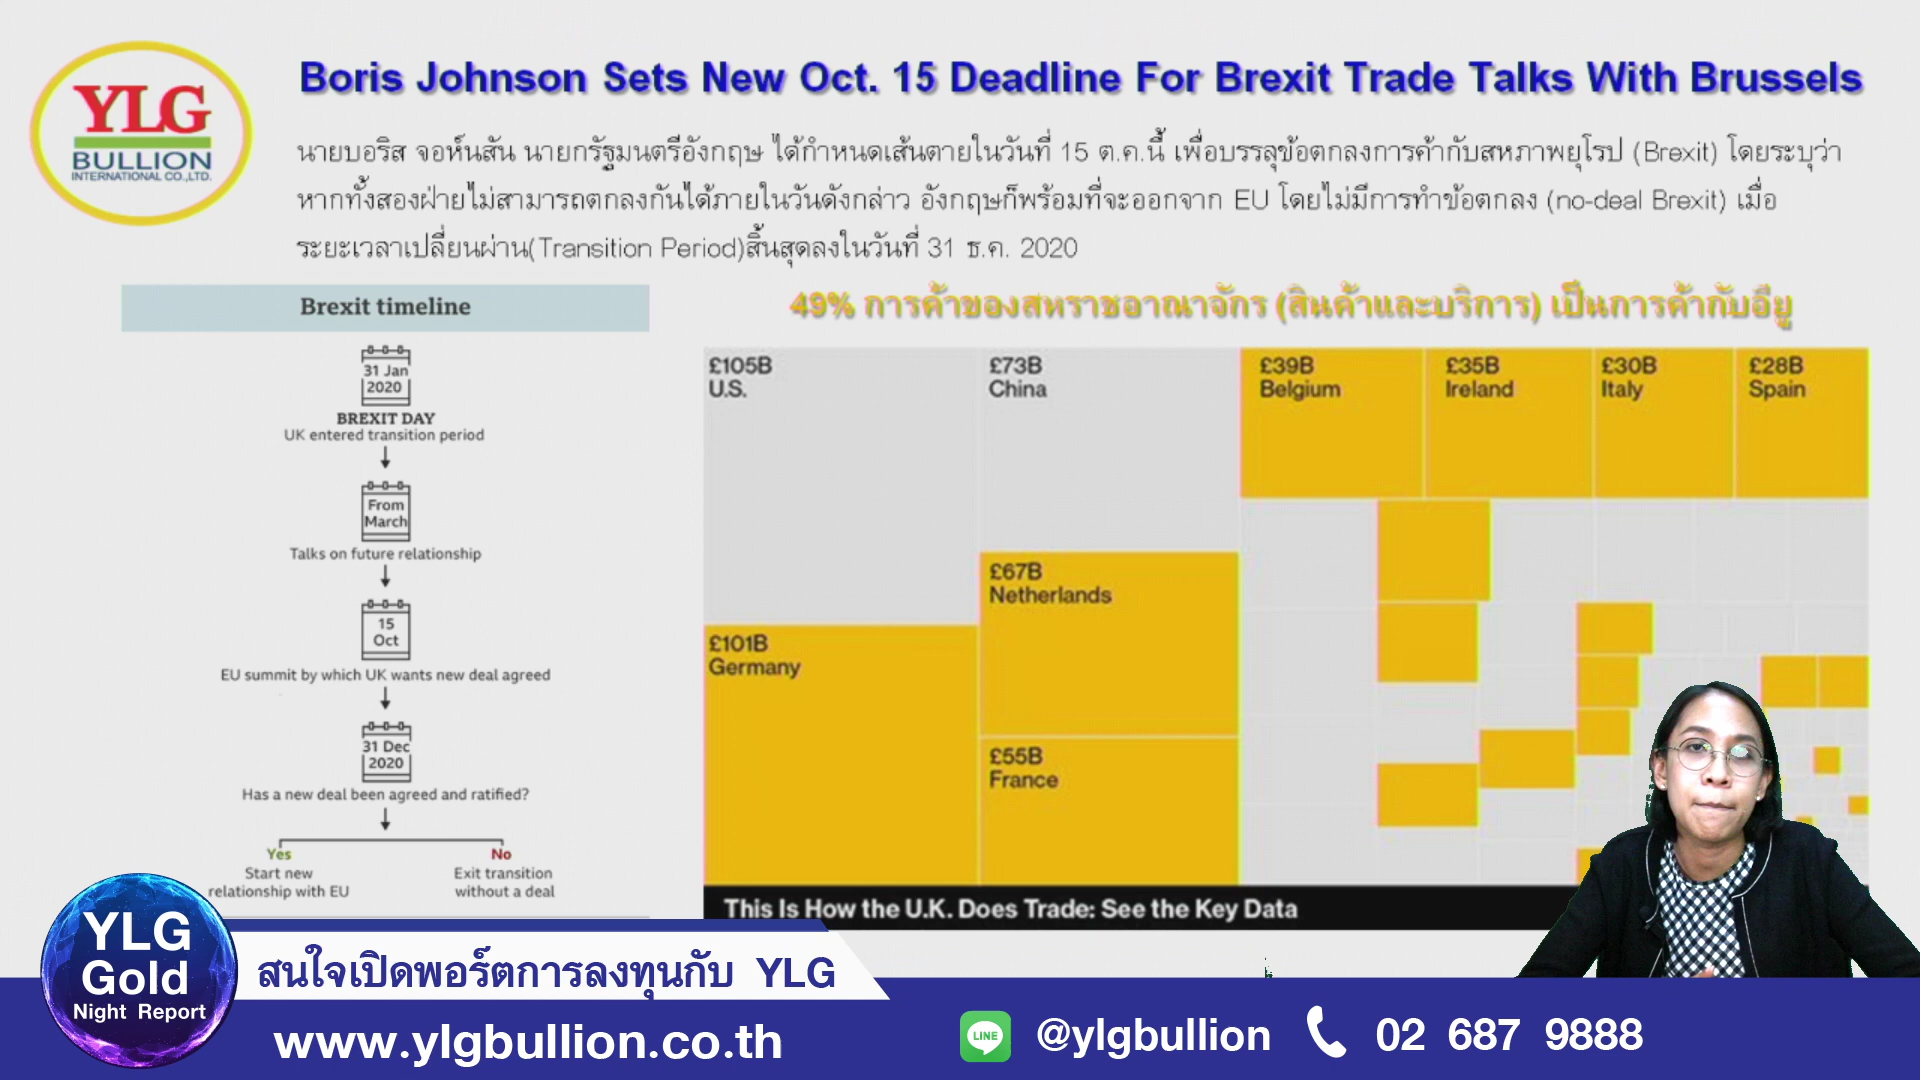 YLG
BULLION
INTERNATIONAL CO.,LTD.
Boris Johnson Sets New Oct. 15 Deadline For Brexit Trade Talks With Brussels
นายบอริส จอห์นสัน นายกรัฐมนตรีอังกฤษ ได้กำหนดเส้นตายในวันที่ 15 ต.ค.นี้ เพื่อบรรลุข้อตกลงการค้ากับสหภาพยุโรป (Brexit) โดยระบุว่า
หากทั้งสองฝ่ายไม่สามารถตกลงกันได้ภายในวันดังกล่าว อังกฤษก็พร้อมที่จะออกจาก EU โดยไม่มีการทำข้อตกลง (no-deal Brexit) เมื่อ
ระยะเวลาเปลี่ยนผ่าน(Transition Period)สิ้นสุดลงในวันที่ 31 ธ.ค. 2020
Brexit timeline
31 Jan
2020
BREXIT DAY
UK entered transition period
From
March
Talks on future relationship
15
Oct
EU summit by which UK wants new deal agreed
31 Dec
2020
Has a new deal been agreed and ratified?
Yes
Start new
relationship with EU
No
Exit transition
without a deal
49% การค้าของสหราชอาณาจักร (สินค้าและบริการ) เป็นการค้ากับอียู
£105B
U.S.
£73B
China
£39B
Belgium
£35B
Ireland
£30B
Italy
£28B
Spain
£67B
Netherlands
£101B
Germany
£55B
France
This Is How the U.K. Does Trade: See the Key Data
YLG
Gold
Night Report
สนใจเปิดพอร์ตการลงทุนกับ YLG
www.ylgbullion.co.th
LINE
@ylgbullion
02 687 9888